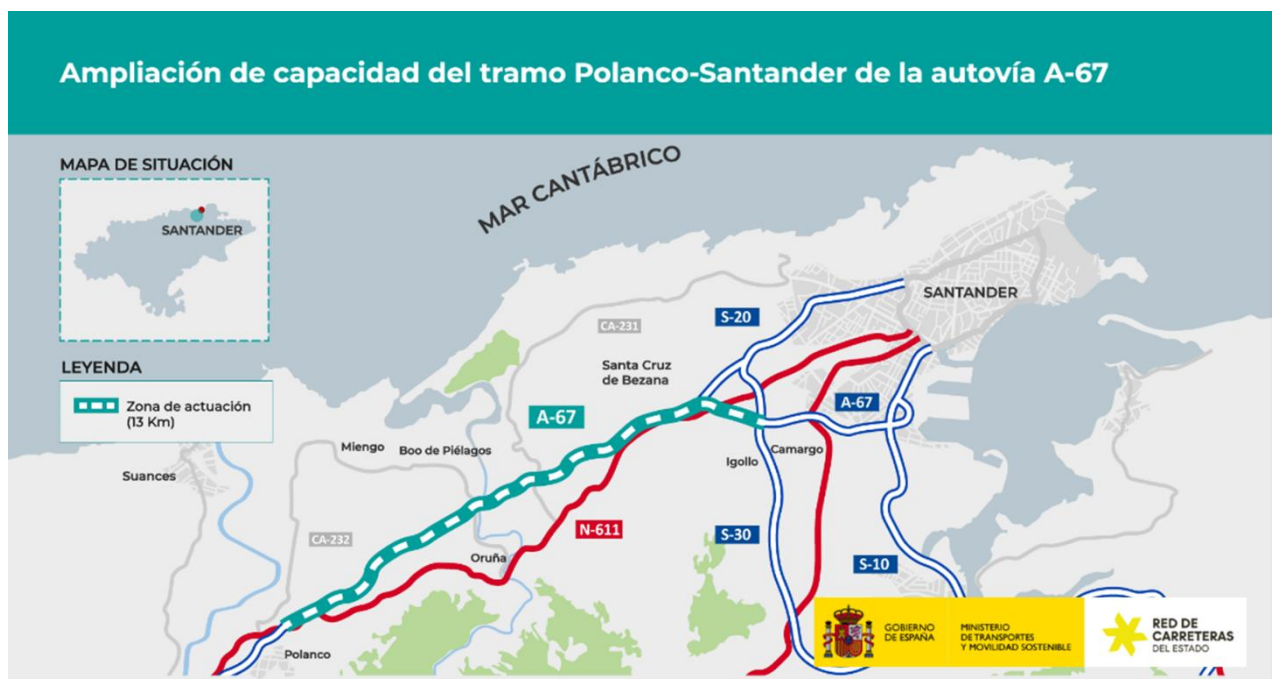 Ampliación de capacidad del tramo Polanco-Santander de la autovía A-67
MAPA DE SITUACIÓN
SANTANDER
LEYENDA
Zona de actuación
(13 Km)
MAR CANTÁBRICO
SANTANDER
S-20
CA-231
Santa Cruz
de Bezana
A-67
A-67
Miengo
Boo de Piélagos
Camargo
Igollo
Suances
N-611
S-30
CA-232
Oruña
S-10
Polanco
GOBIERNO
DE ESPAÑA
MINISTERIO
DE TRANSPORTES
Y MOVILIDAD SOSTENIBLE
RED DE
CARRETERAS
DEL ESTADO